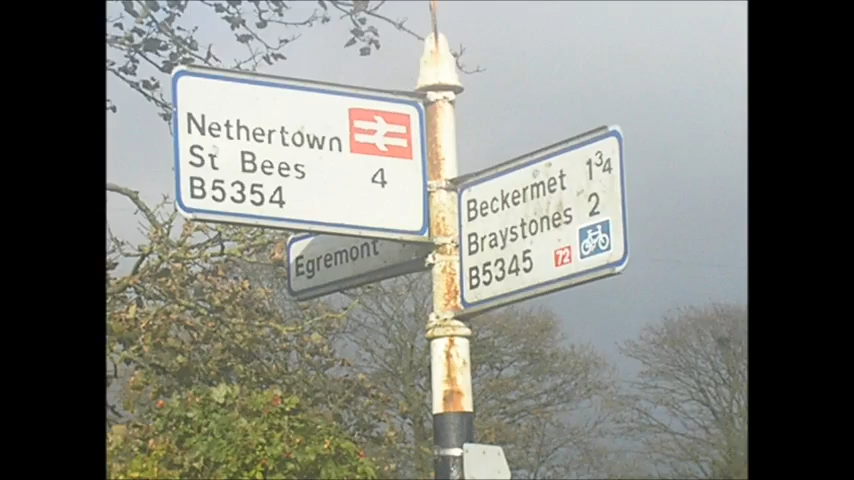 Nethertown
St Bees 4
B5354
Egremont
Beckermet 1¾
Braystones 2
B5345 72